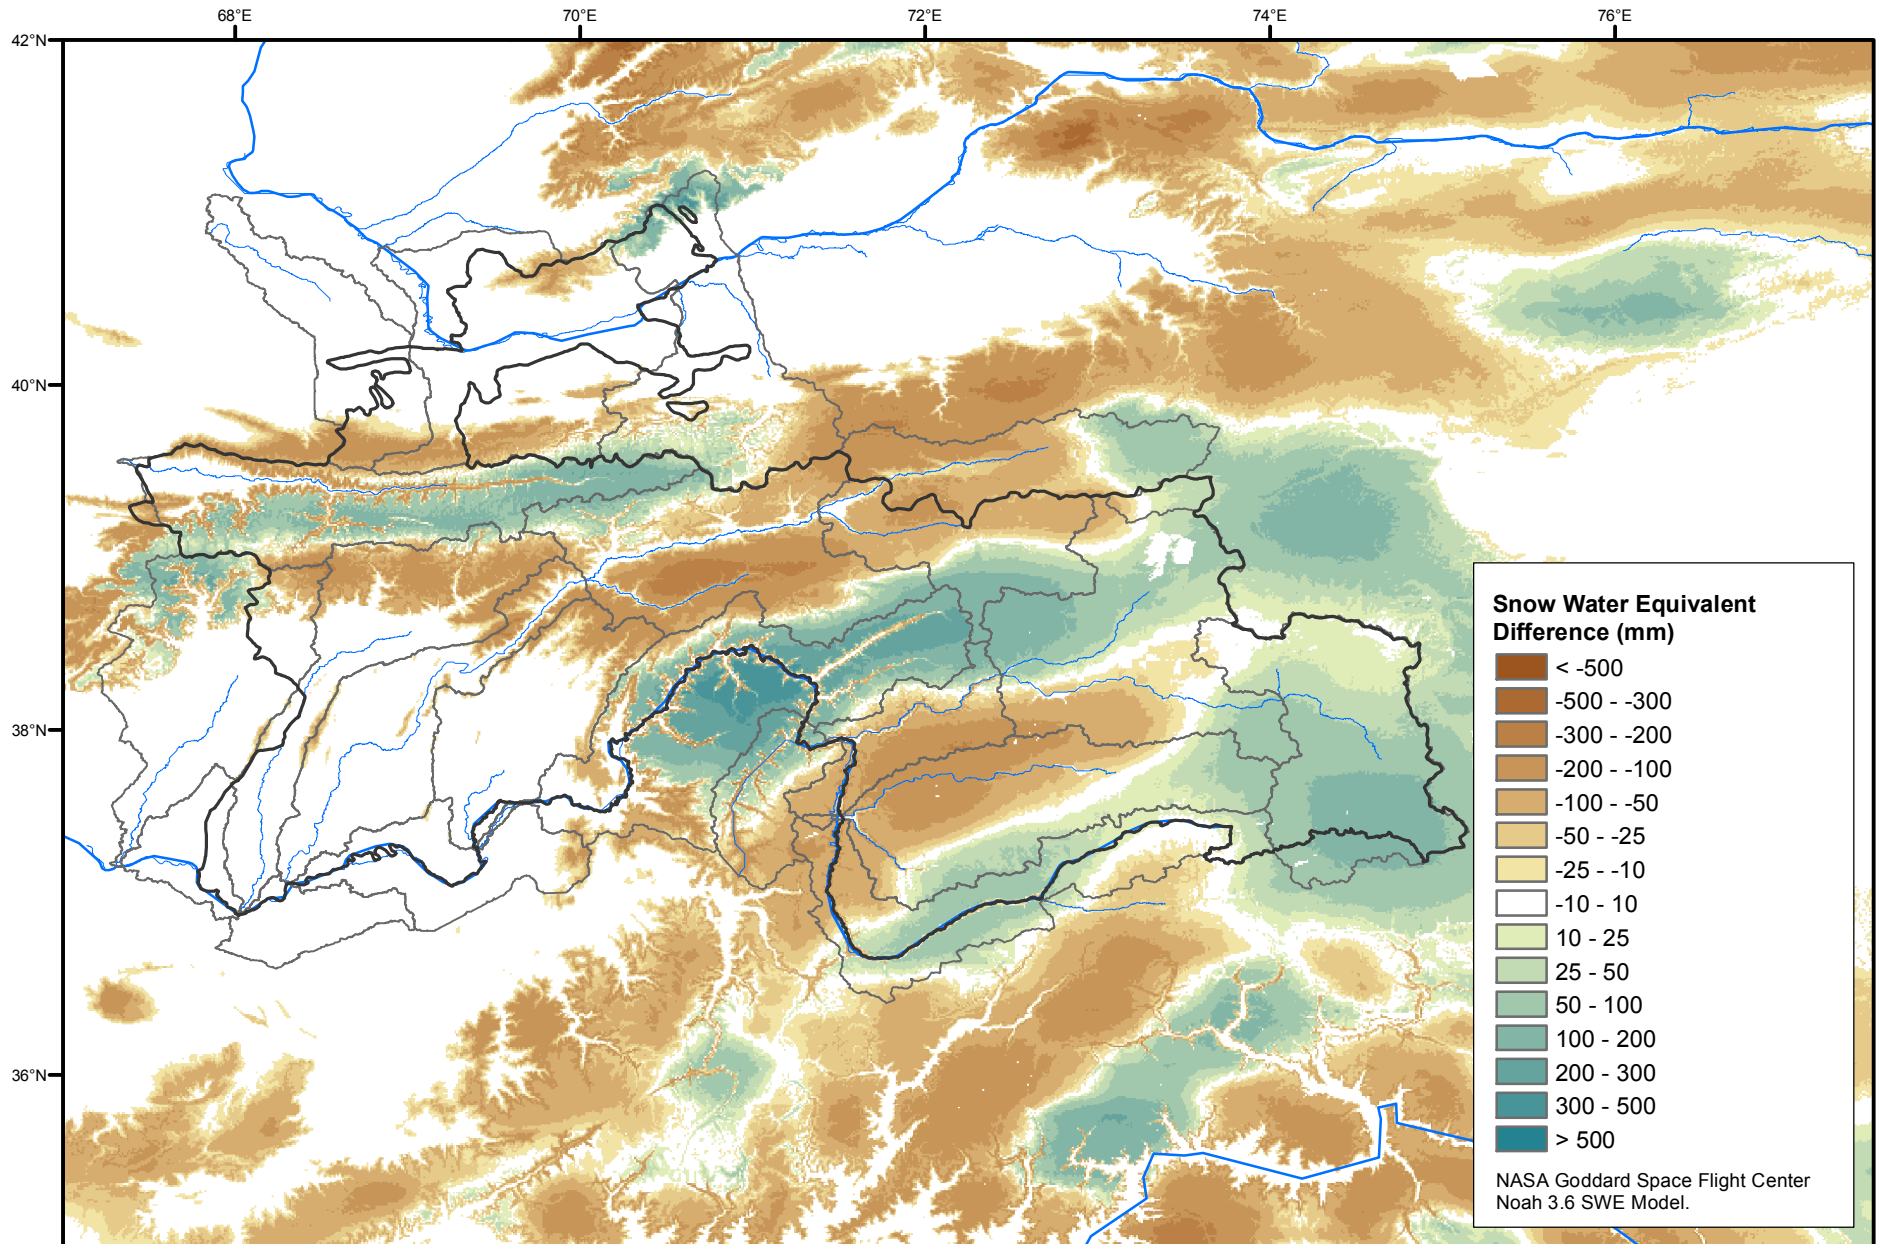 68°E
70°E
72°E
74°E
76°E
42°N
40°N
38°N
36°N
Snow Water Equivalent
Difference (mm)
< -500
-500 - -300
-300 - -200
-200 - -100
-100 - -50
-50 - -25
-25 - -10
-10 - 10
10 - 25
25 - 50
50 - 100
100 - 200
200 - 300
300 - 500
> 500
NASA Goddard Space Flight Center
Noah 3.6 SWE Model.